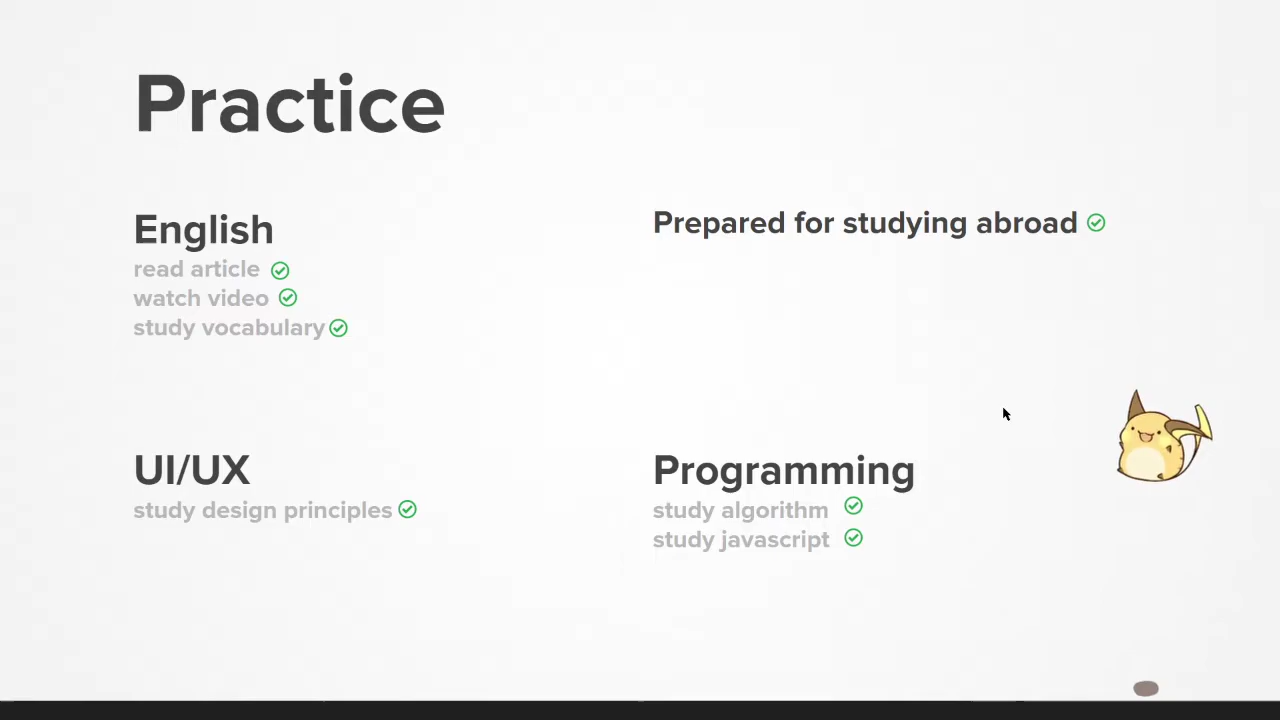 Practice
English
read article
watch video
study vocabulary
Prepared for studying abroad
UI/UX
study design principles
Programming
study algorithm
study javascript